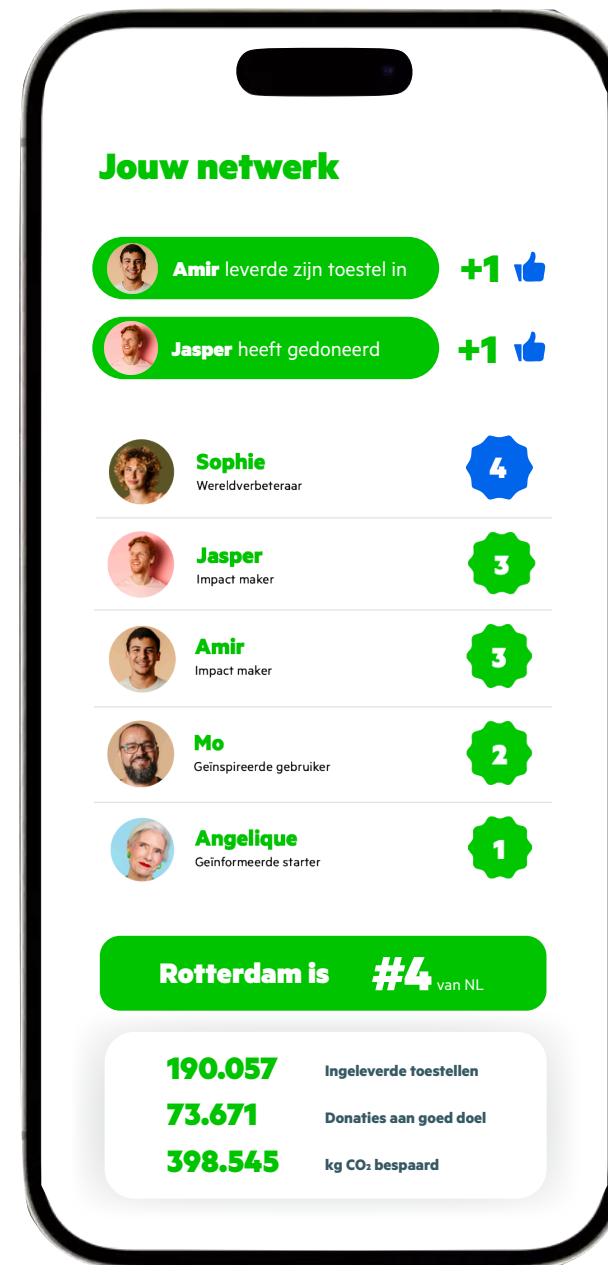 Jouw netwerk
Amir leverde zijn toestel in +1
Jasper heeft gedoneerd +1
Sophie
Wereldverbeteraar
4
Jasper
Impact maker
3
Amir
Impact maker
3
Mo
Geïnspireerde gebruiker
2
Angelique
Geïnformeerde starter
1
Rotterdam is #4 van NL
190.057 Ingeleverde toestellen
73.671 Donaties aan goed doel
398.545 kg CO₂ bespaard